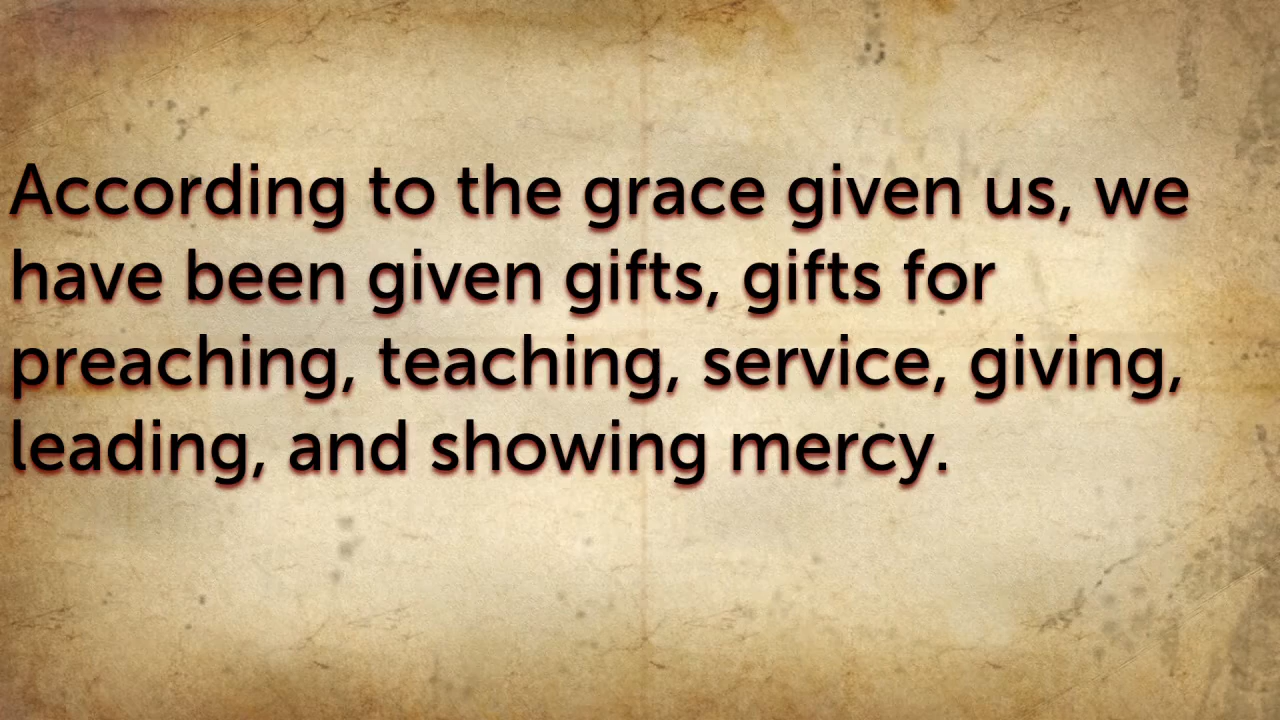 According to the grace given us, we
have been given gifts, gifts for
preaching, teaching, service, giving,
leading, and showing mercy.